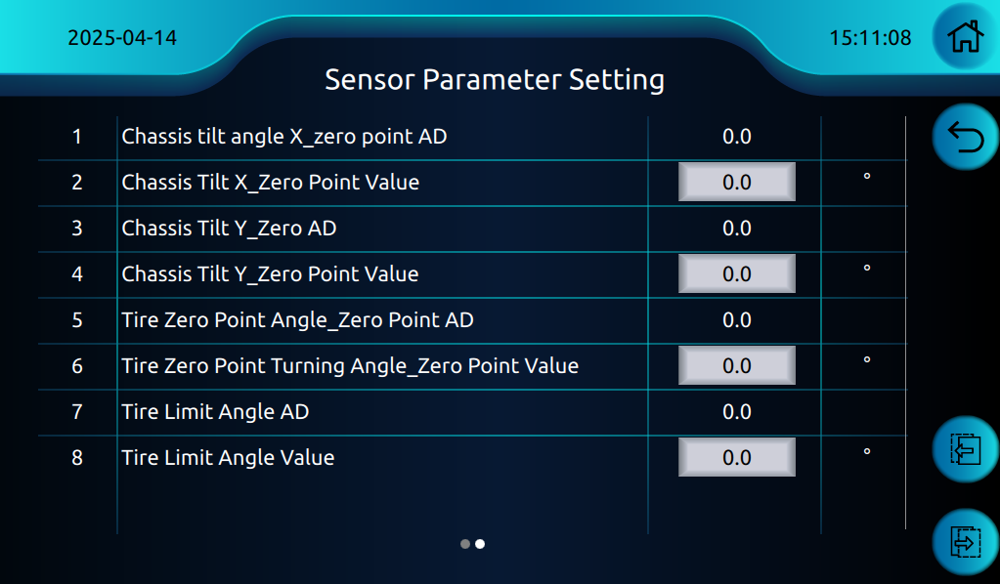 2025-04-14
15:11:08
Sensor Parameter Setting
1 Chassis tilt angle X_zero point AD 0.0
2 Chassis Tilt X_Zero Point Value 0.0 °
3 Chassis Tilt Y_Zero AD 0.0
4 Chassis Tilt Y_Zero Point Value 0.0 °
5 Tire Zero Point Angle_Zero Point AD 0.0
6 Tire Zero Point Turning Angle_Zero Point Value 0.0 °
7 Tire Limit Angle AD 0.0
8 Tire Limit Angle Value 0.0 °